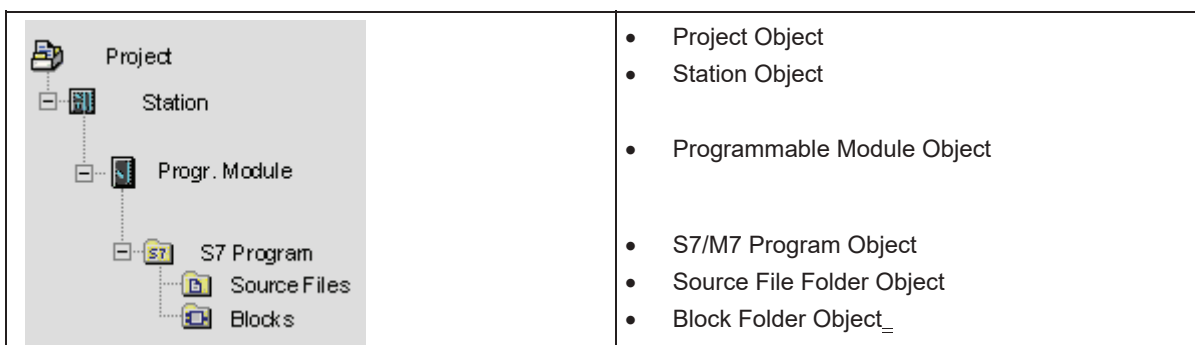 Project
Station
Progr. Module
S7 Program
Source Files
Blocks
• Project Object
• Station Object
• Programmable Module Object
• S7/M7 Program Object
• Source File Folder Object
• Block Folder Object